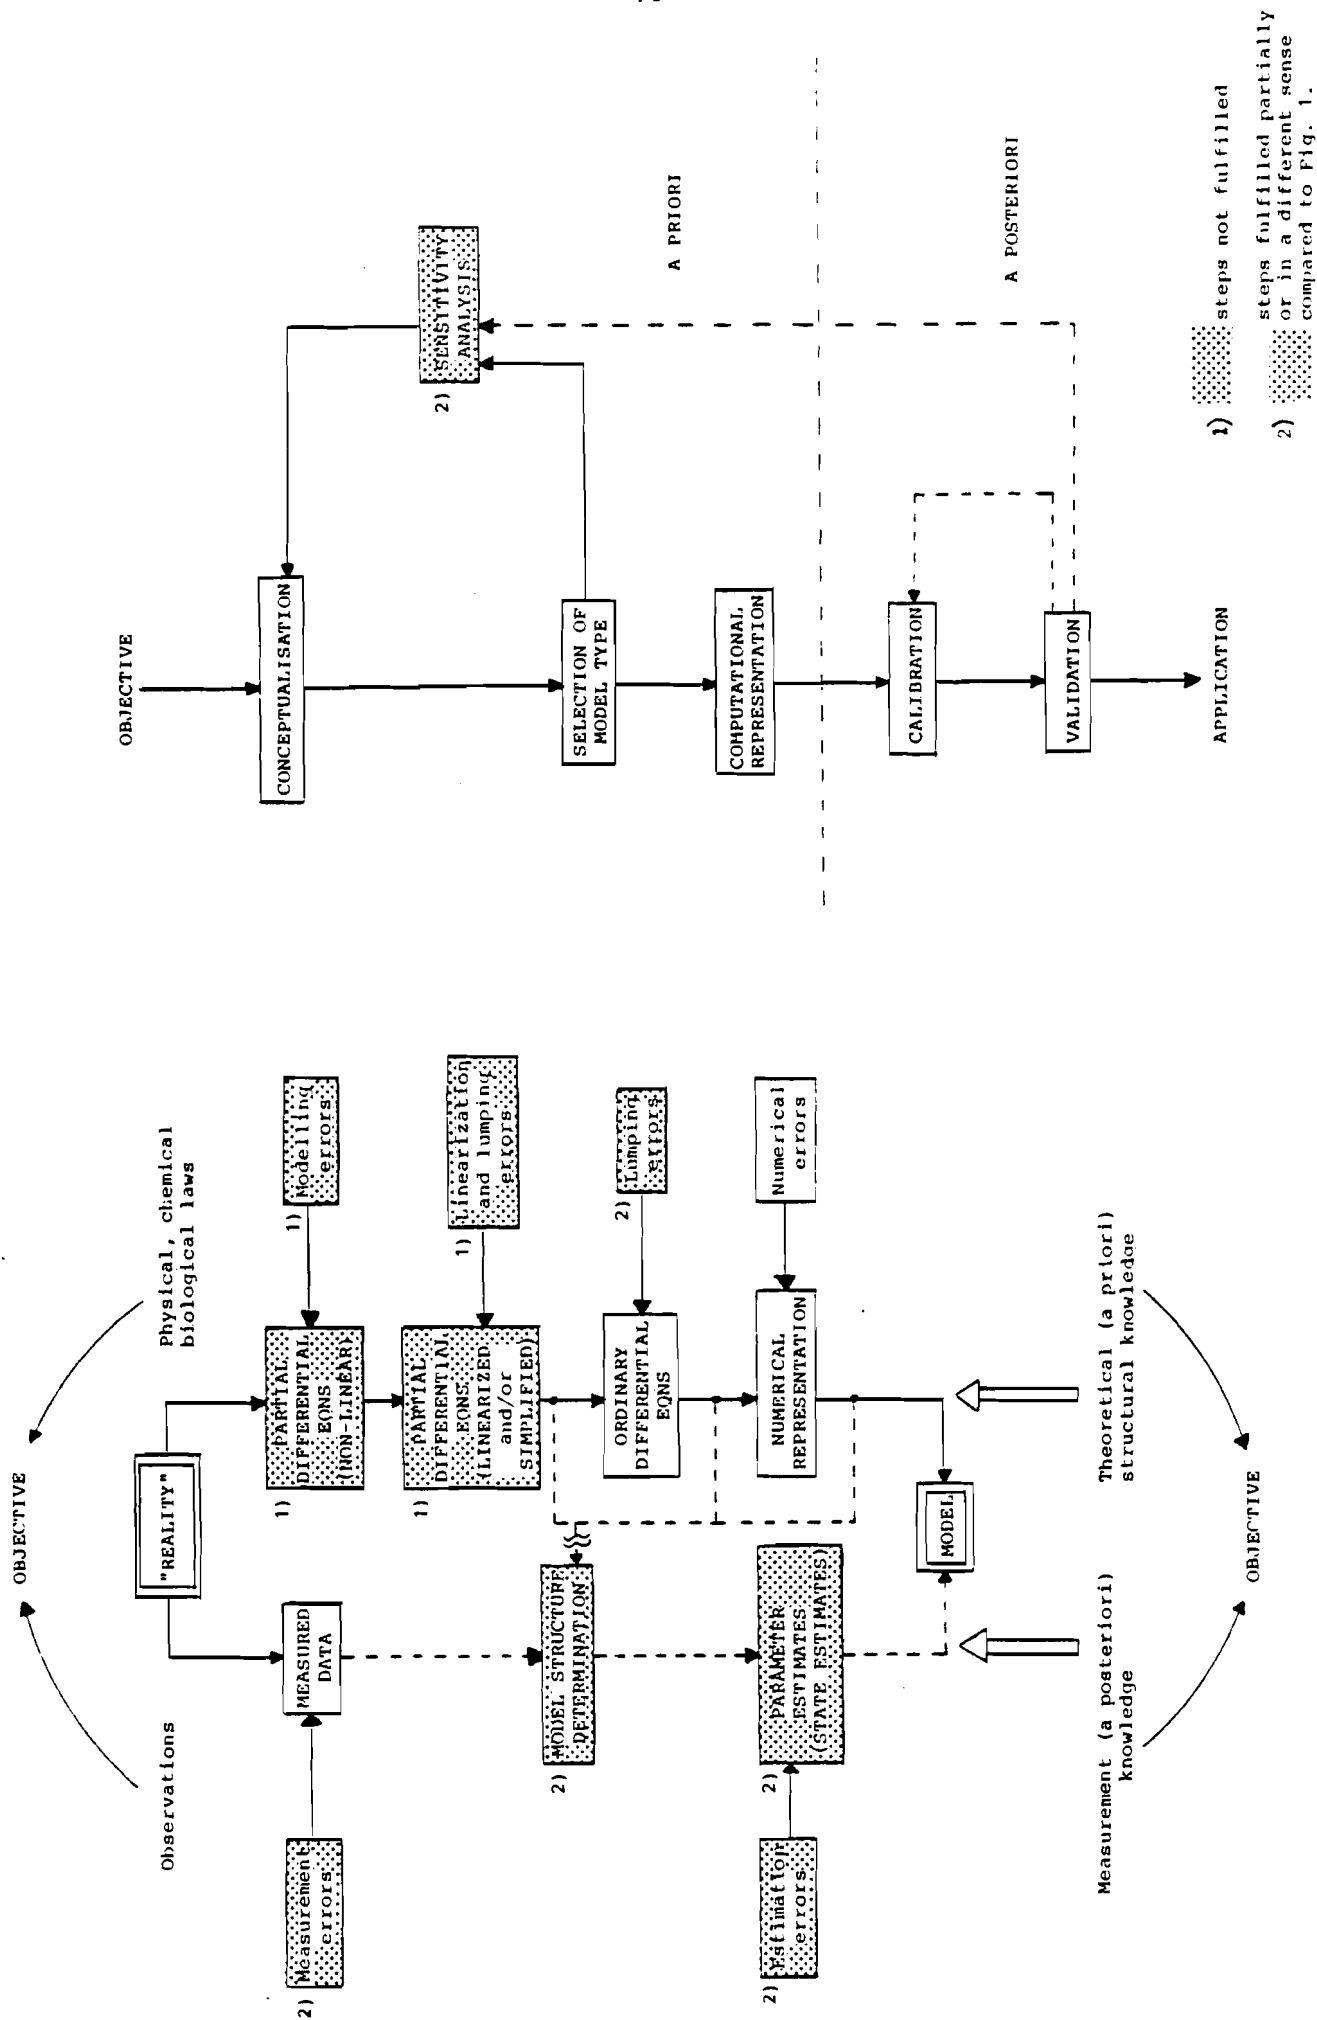 OBJECTIVE
Observations
Physical, chemical
biological laws
"REALITY"
2)
Measurement
errors
MEASURED
DATA
1)
PARTIAL
DIFFERENTIAL
EQNS
(NON-LINEAR)
1)
Modelling
errors
1)
PARTIAL
DIFFERENTIAL
EQNS
(LINEARIZED
and/or
SIMPLIFIED)
1)
Linearization
and lumping
errors
2)
MODEL STRUCTURE
DETERMINATION
ORDINARY
DIFFERENTIAL
EQNS
2)
Lumping
errors
2)
Estimation
errors
2)
PARAMETER
ESTIMATES
(STATE ESTIMATES)
NUMERICAL
REPRESENTATION
Numerical
errors
MODEL
Measurement (a posteriori)
knowledge
Theoretical (a priori)
structural knowledge
OBJECTIVE
OBJECTIVE
CONCEPTUALISATION
2)
SENSITIVITY
ANALYSIS
SELECTION OF
MODEL TYPE
COMPUTATIONAL
REPRESENTATION
A PRIORI
CALIBRATION
A POSTERIORI
VALIDATION
APPLICATION
1) steps not fulfilled
2) steps fulfilled partially
or in a different sense
compared to Fig. 1.